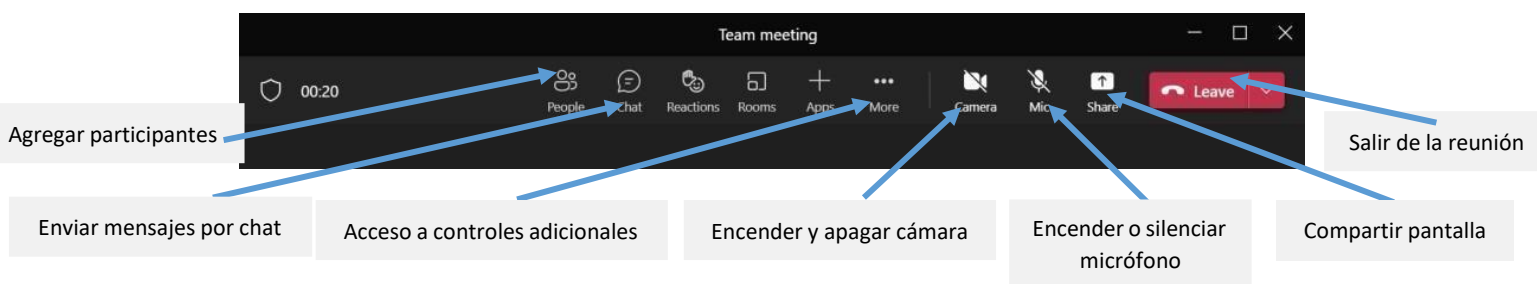 Team meeting
00:20
People
Chat
Reactions
Rooms
Apps
More
Camera
Mic
Share
Leave
Agregar participantes
Salir de la reunión
Enviar mensajes por chat
Acceso a controles adicionales
Encender y apagar cámara
Encender o silenciar
micrófono
Compartir pantalla